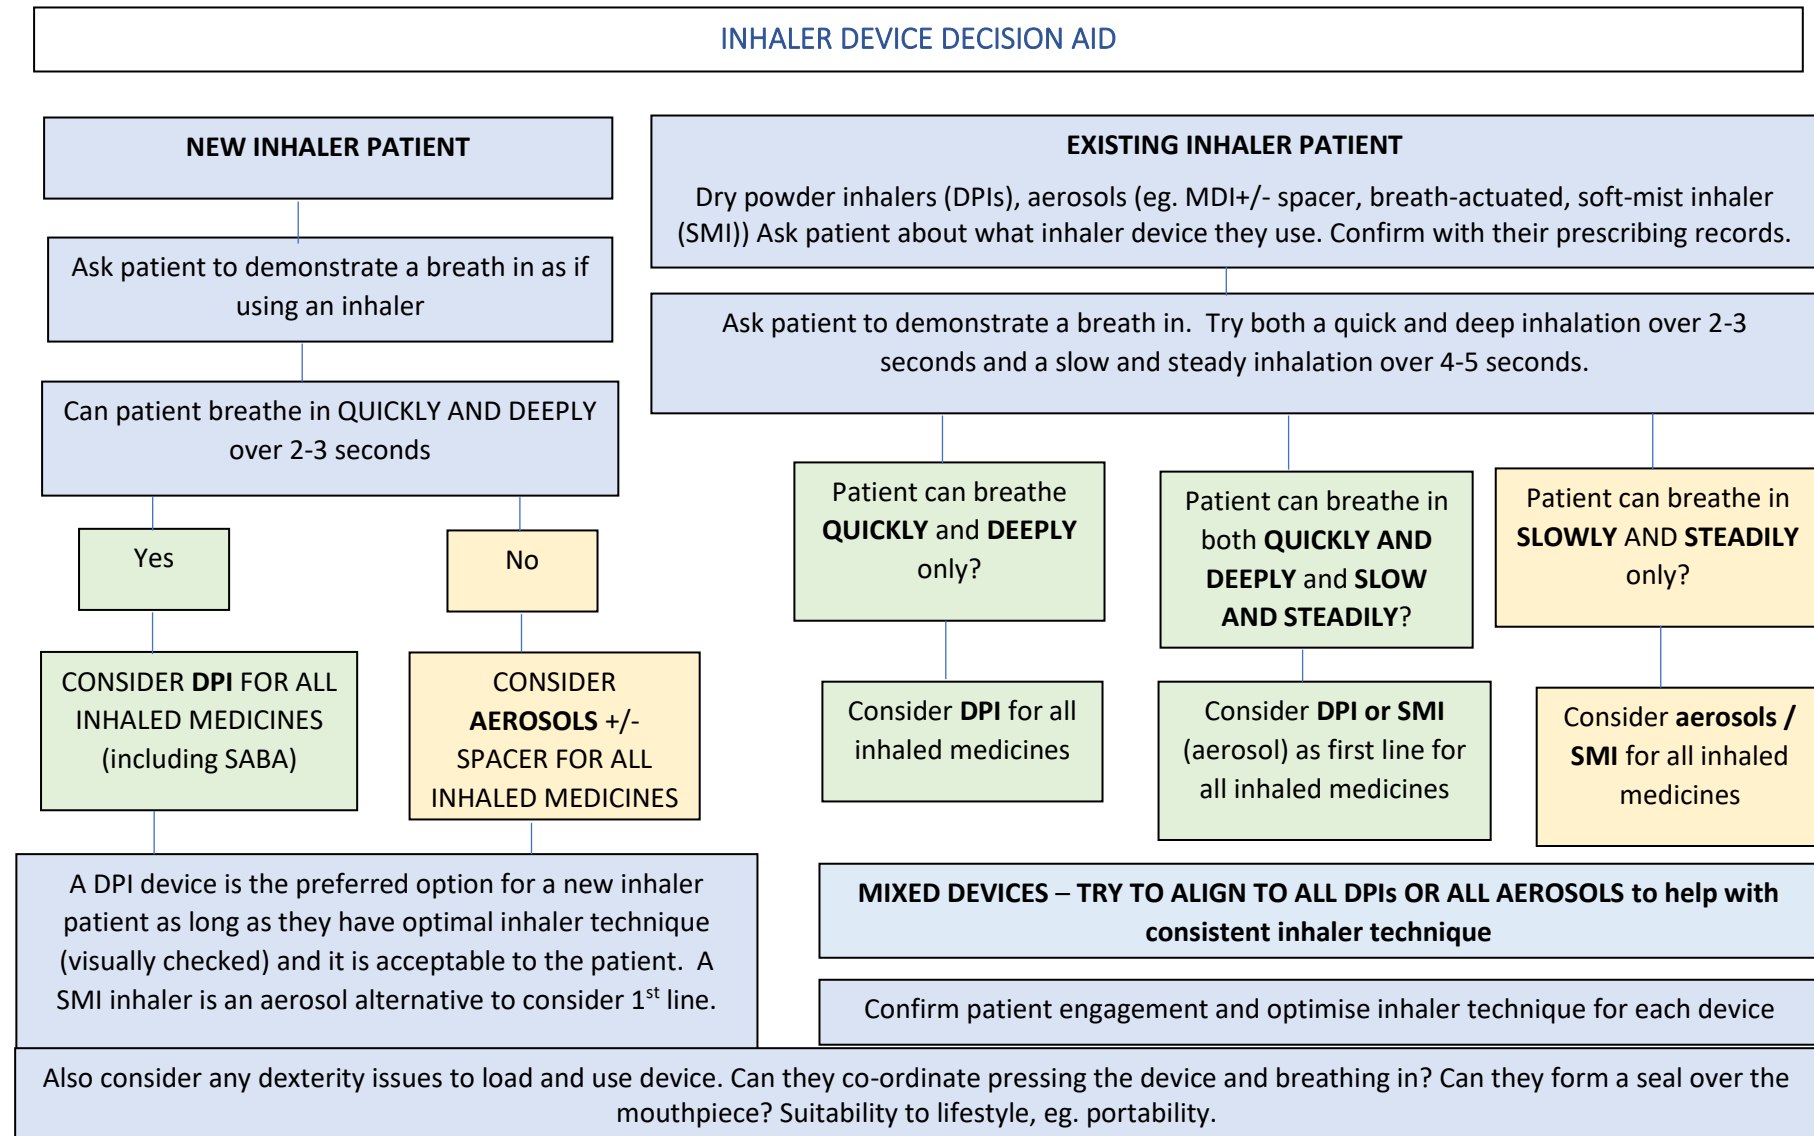 INHALER DEVICE DECISION AID
NEW INHALER PATIENT
Ask patient to demonstrate a breath in as if
using an inhaler
Can patient breathe in QUICKLY AND DEEPLY
over 2-3 seconds
Yes
No
CONSIDER DPI FOR ALL
INHALED MEDICINES
(including SABA)
CONSIDER
AEROSOLS +/-
SPACER FOR ALL
INHALED MEDICINES
A DPI device is the preferred option for a new inhaler
patient as long as they have optimal inhaler technique
(visually checked) and it is acceptable to the patient. A
SMI inhaler is an aerosol alternative to consider 1st line.
EXISTING INHALER PATIENT
Dry powder inhalers (DPIs), aerosols (eg. MDI+/- spacer, breath-actuated, soft-mist inhaler
(SMI)) Ask patient about what inhaler device they use. Confirm with their prescribing records.
Ask patient to demonstrate a breath in. Try both a quick and deep inhalation over 2-3
seconds and a slow and steady inhalation over 4-5 seconds.
Patient can breathe
QUICKLY and DEEPLY
only?
Patient can breathe in
both QUICKLY AND
DEEPLY and SLOW
AND STEADILY?
Patient can breathe in
SLOWLY AND STEADILY
only?
Consider DPI for all
inhaled medicines
Consider DPI or SMI
(aerosol) as first line for
all inhaled medicines
Consider aerosols /
SMI for all inhaled
medicines
MIXED DEVICES – TRY TO ALIGN TO ALL DPIs OR ALL AEROSOLS to help with
consistent inhaler technique
Confirm patient engagement and optimise inhaler technique for each device
Also consider any dexterity issues to load and use device. Can they co-ordinate pressing the device and breathing in? Can they form a seal over the
mouthpiece? Suitability to lifestyle, eg. portability.